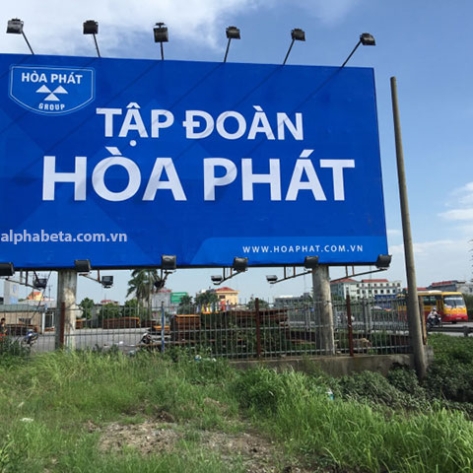 HÒA PHÁT
GROUP
TẬP ĐOÀN
HÒA PHÁT
alphabeta.com.vn
WWW.HOAPHAT.COM.VN